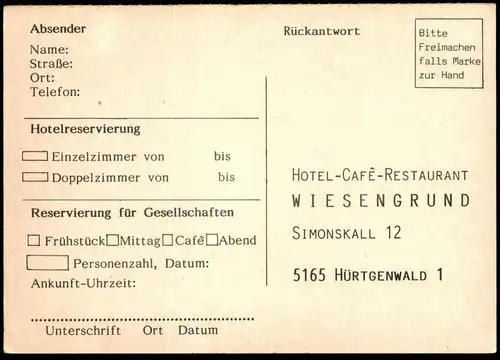 Absender
Name:
Straße:
Ort:
Telefon:
Hotelreservierung
Einzelzimmer von bis
Doppelzimmer von bis
Reservierung für Gesellschaften
Frühstück Mittag Cafê Abend
Personenzahl, Datum:
Ankunft-Uhrzeit:
Unterschrift Ort Datum
Rückantwort
Bitte
Freimachen
falls Marke
zur Hand
HOTEL-CAFÊ-RESTAURANT
WIESENGRUND
SIMONSKALL 12
5165 HÜRTGENWALD 1